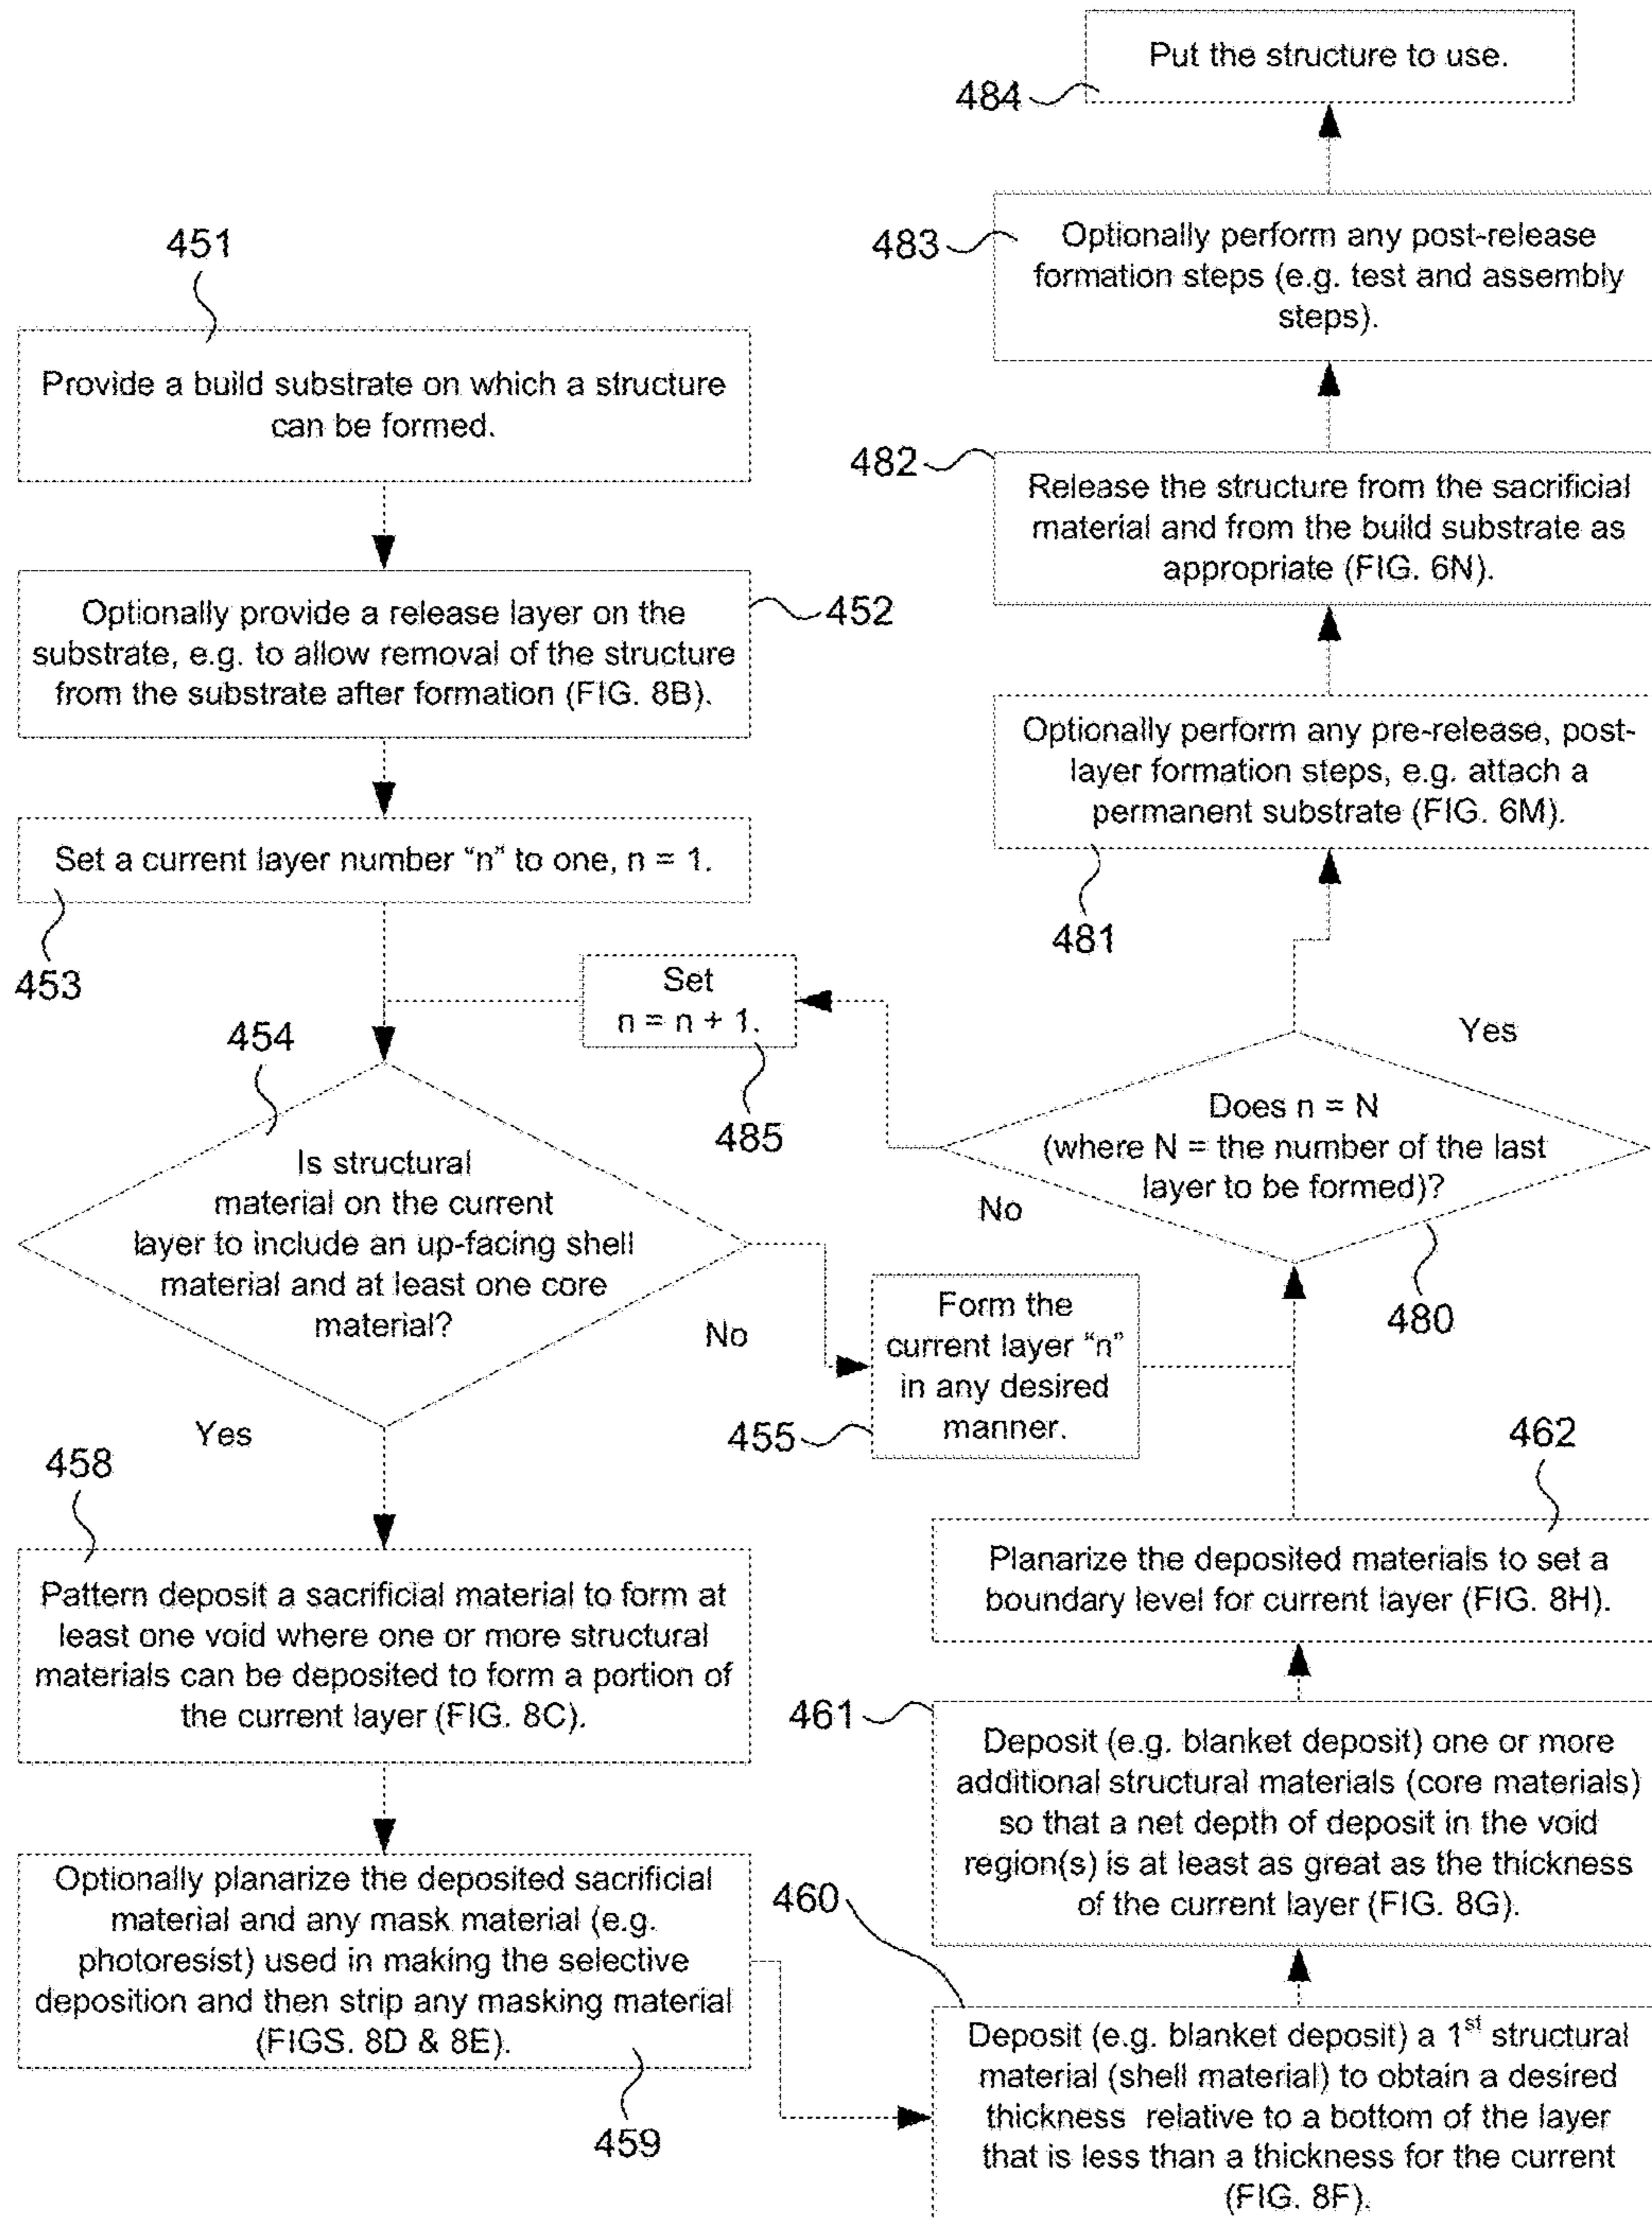 451
Provide a build substrate on which a structure
can be formed.
Optionally provide a release layer on the
substrate, e.g. to allow removal of the structure
from the substrate after formation (FIG. 8B).
452
Set a current layer number “n” to one, n = 1.
453
454
Is structural
material on the current
layer to include an up-facing shell
material and at least one core
material?
No
Yes
Form the
current layer “n”
in any desired
manner.
455
458
Pattern deposit a sacrificial material to form at
least one void where one or more structural
materials can be deposited to form a portion of
the current layer (FIG. 8C).
Optionally planarize the deposited sacrificial
material and any mask material (e.g.
photoresist) used in making the selective
deposition and then strip any masking material
(FIGS. 8D & 8E).
459
460
Deposit (e.g. blanket deposit) a 1st structural
material (shell material) to obtain a desired
thickness relative to a bottom of the layer
that is less than a thickness for the current
(FIG. 8F).
461
Deposit (e.g. blanket deposit) one or more
additional structural materials (core materials)
so that a net depth of deposit in the void
region(s) is at least as great as the thickness
of the current layer (FIG. 8G).
462
Planarize the deposited materials to set a
boundary level for current layer (FIG. 8H).
Does n = N
(where N = the number of the last
layer to be formed)?
480
No
Yes
Set
n = n + 1.
485
Optionally perform any pre-release, post-
layer formation steps, e.g. attach a
permanent substrate (FIG. 6M).
481
482
Release the structure from the sacrificial
material and from the build substrate as
appropriate (FIG. 6N).
483
Optionally perform any post-release
formation steps (e.g. test and assembly
steps).
484
Put the structure to use.